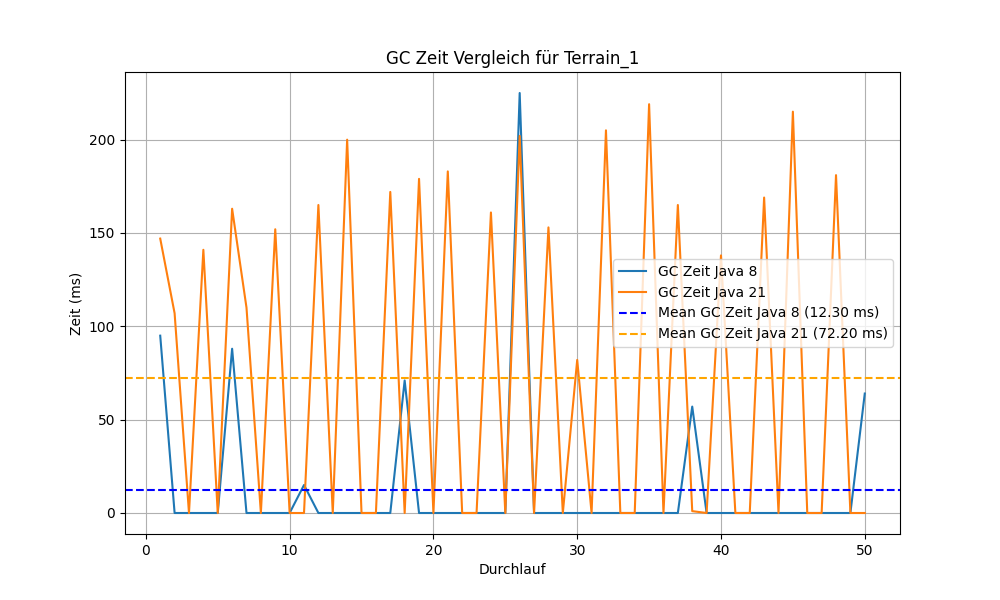 GC Zeit Vergleich für Terrain_1
Zeit (ms)
200
150
100
50
0
GC Zeit Java 8
GC Zeit Java 21
Mean GC Zeit Java 8 (12.30 ms)
Mean GC Zeit Java 21 (72.20 ms)
0 10 20 30 40 50
Durchlauf